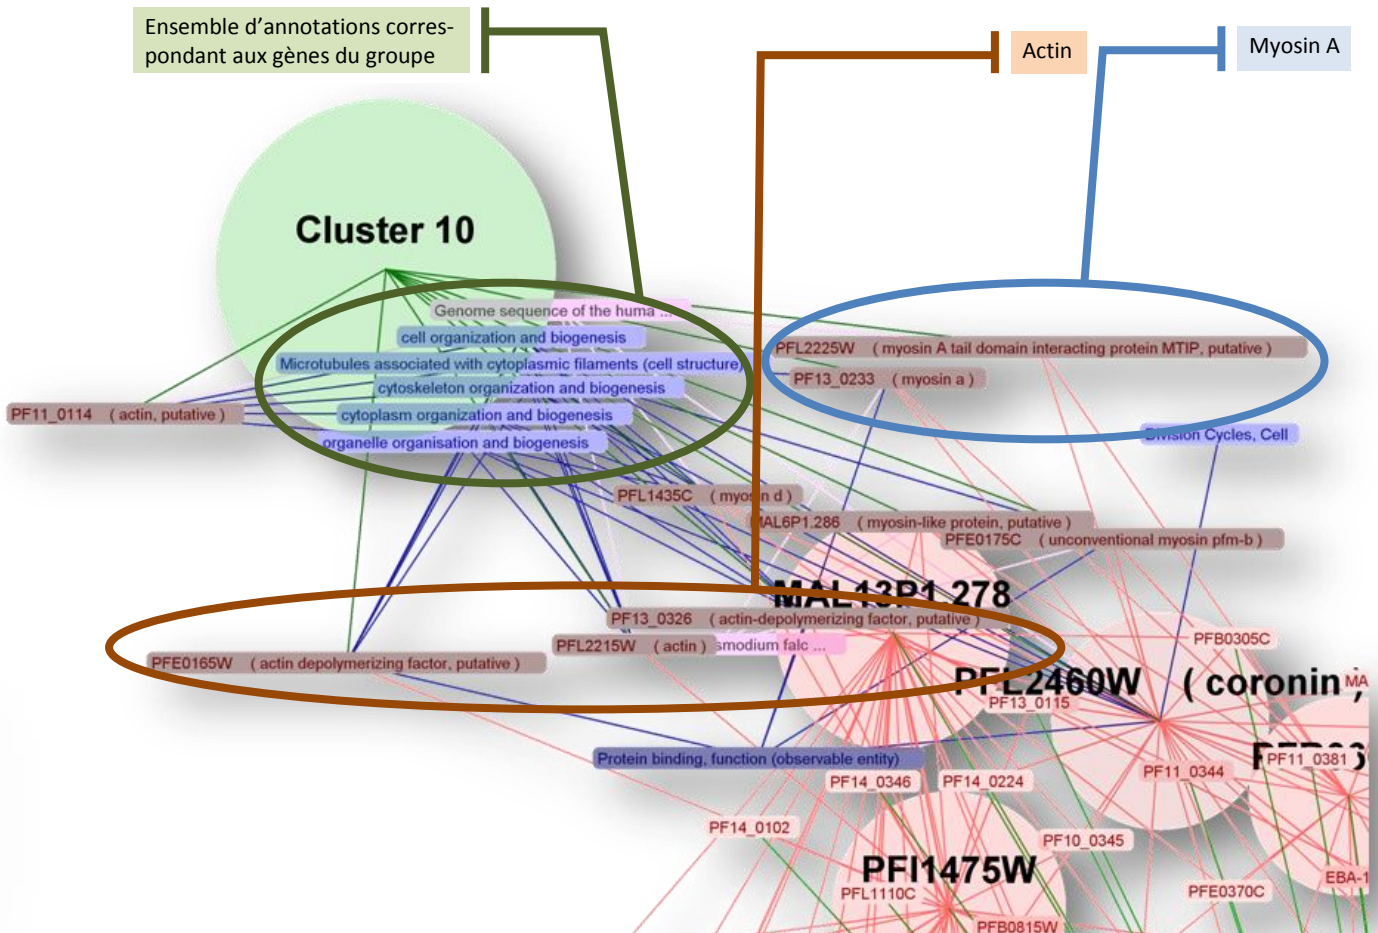 Ensemble d’annotations corres-
pondant aux gènes du groupe
Actin
Myosin A
Cluster 10
Genome sequence of the huma ...
cell organization and biogenesis
Microtubules associated with cytoplasmic filaments (cell structure)
cytoskeleton organization and biogenesis
cytoplasm organization and biogenesis
organelle organisation and biogenesis
PFL2225W ( myosin A tail domain interacting protein MTIP, putative )
PF13_0233 ( myosin a )
PF11_0114 ( actin, putative )
Division Cycles, Cell
PFL1435C ( myosin d )
MAL6P1.286 ( myosin-like protein, putative )
PFE0175C ( unconventional myosin pfm-b )
MAL13P1.278
PF13_0326 ( actin-depolymerizing factor, putative )
PFL2215W ( actin )
smodium falc ...
PFE0165W ( actin depolymerizing factor, putative )
PFB0305C
PFL2460W ( coronin
MA
PF13_0115
Protein binding, function (observable entity)
PF11_0381
PF11_0344
PF14_0346
PF14_0224
PF14_0102
PF10_0345
PFI1475W
PFL1110C
EBA-1
PFE0370C
PFB0815W